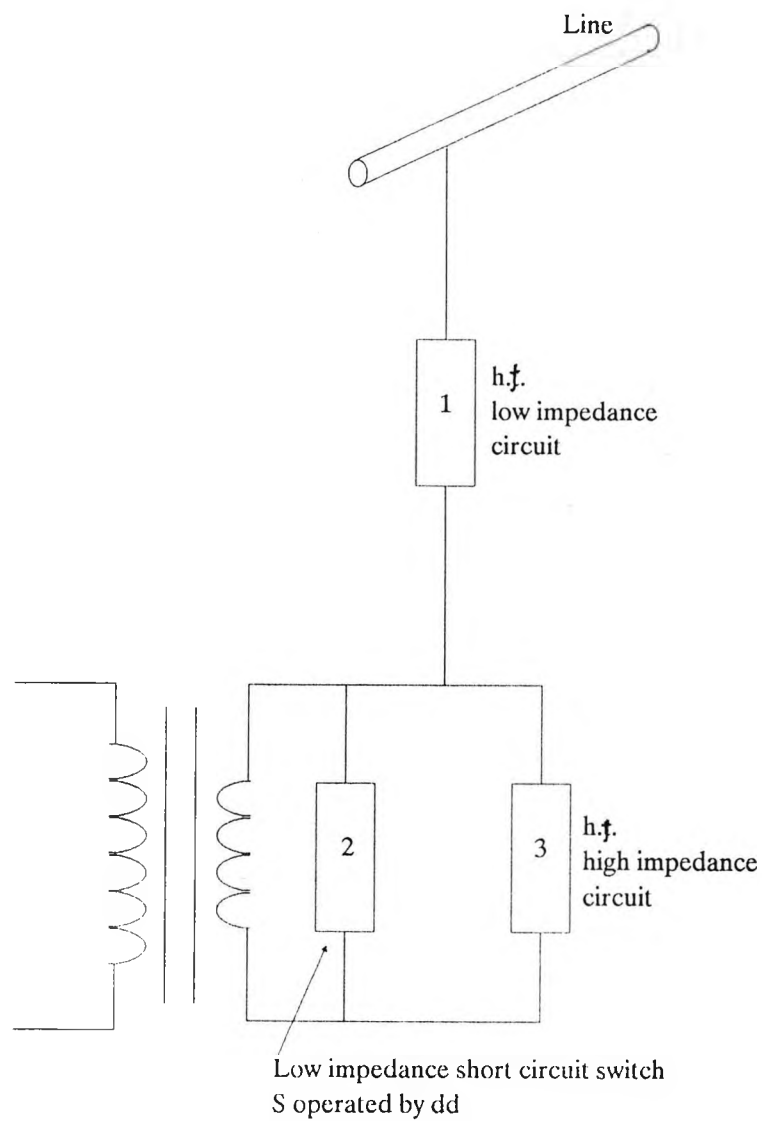 Line
1
h.f.
low impedance
circuit
2
3
h.f.
high impedance
circuit
Low impedance short circuit switch
S operated by dd